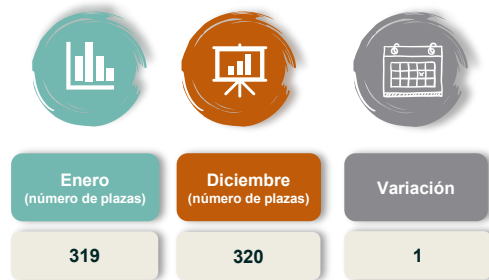 Enero
(número de plazas)
Diciembre
(número de plazas)
Variación
319
320
1